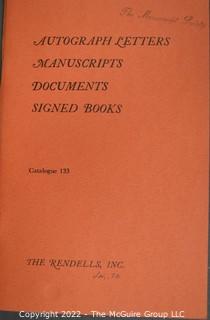 The Manuscript Society
AUTOGRAPH LETTERS
MANUSCRIPTS
DOCUMENTS
SIGNED BOOKS
Catalogue 133
THE RENDELLS, INC.
Copyright ©2022 - The McGuire Group LLC